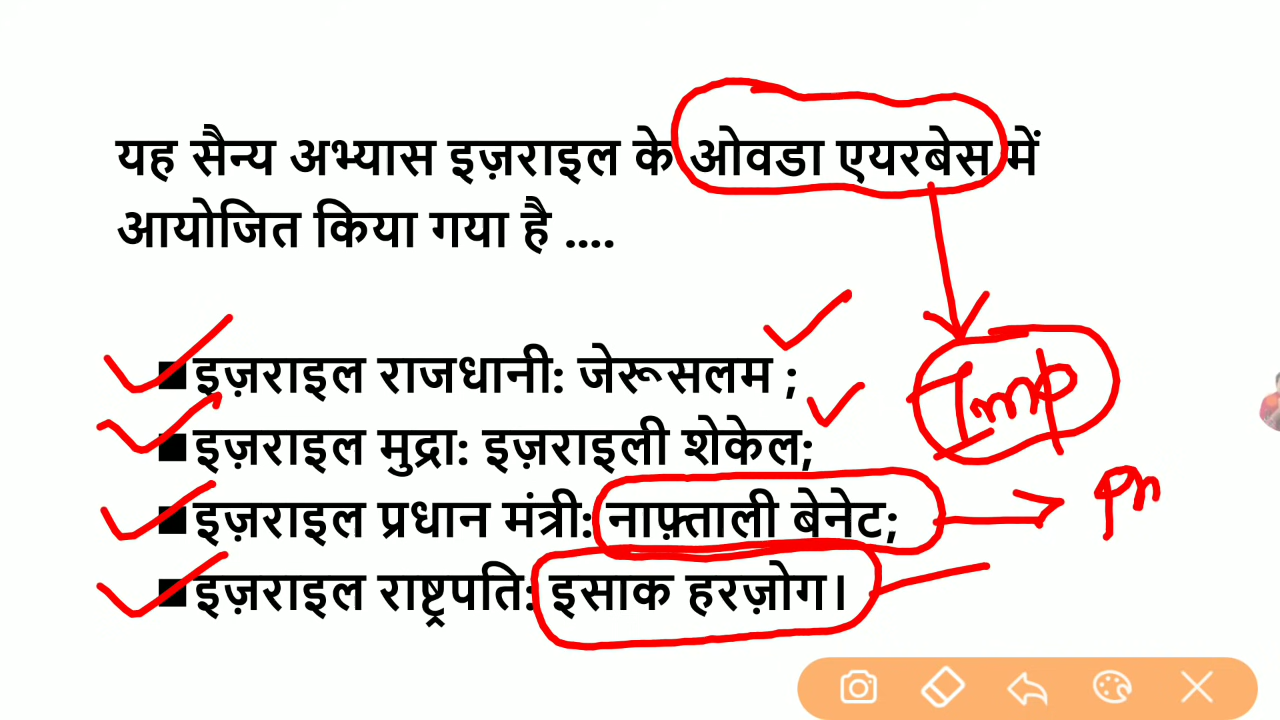 यह सैन्य अभ्यास इज़राइल के ओवडा एयरबेस में
आयोजित किया गया है ....
■इज़राइल राजधानी: जेरूसलम ;
■इज़राइल मुद्रा: इज़राइली शेकेल;
Imp
■इज़राइल प्रधान मंत्री: नाफ़्ताली बेनेट;
Pm
■इज़राइल राष्ट्रपति: इसाक हरज़ोग।